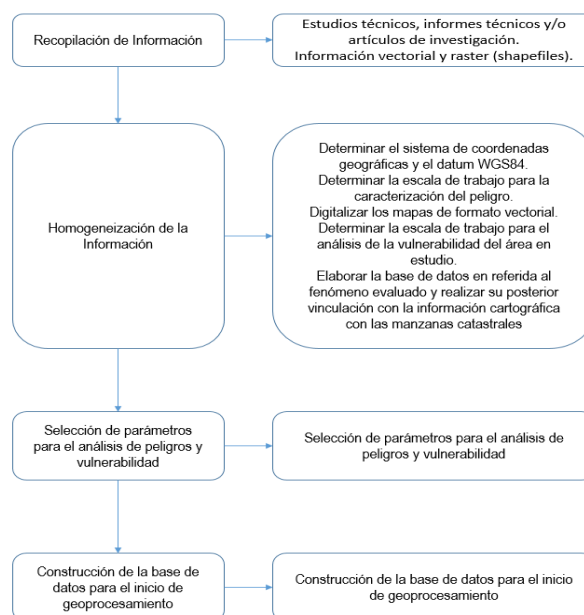 Recopilación de Información
Estudios técnicos, informes técnicos y/o
artículos de investigación.
Información vectorial y raster (shapefiles).
Homogeneización de la
Información
Determinar el sistema de coordenadas
geográficas y el datum WGS84.
Determinar la escala de trabajo para la
caracterización del peligro.
Digitalizar los mapas de formato vectorial.
Determinar la escala de trabajo para el
análisis de la vulnerabilidad del área en
estudio.
Elaborar la base de datos en referida al
fenómeno evaluado y realizar su posterior
vinculación con la información cartográfica
con las manzanas catastrales
Selección de parámetros
para el análisis de peligros y
vulnerabilidad
Selección de parámetros para el análisis de
peligros y vulnerabilidad
Construcción de la base de
datos para el inicio de
geoprocesamiento
Construcción de la base de datos para el inicio
de geoprocesamiento